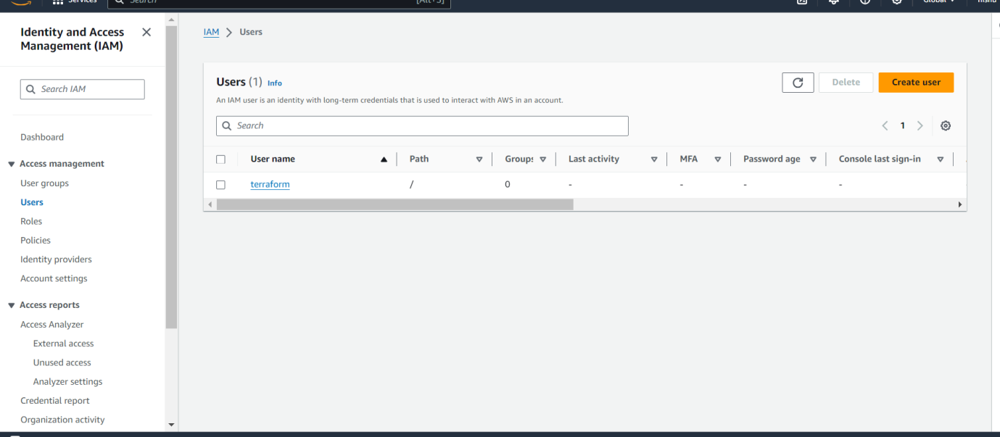 Services
Search
[Alt+S]
Global
nishu
Identity and Access
Management (IAM)
Search IAM
Dashboard
Access management
User groups
Users
Roles
Policies
Identity providers
Account settings
Access reports
Access Analyzer
External access
Unused access
Analyzer settings
Credential report
Organization activity
IAM > Users
Users (1) Info
Delete
Create user
An IAM user is an identity with long-term credentials that is used to interact with AWS in an account.
Search
1
User name Path Groups Last activity MFA Password age Console last sign-in
terraform / 0 - - - -